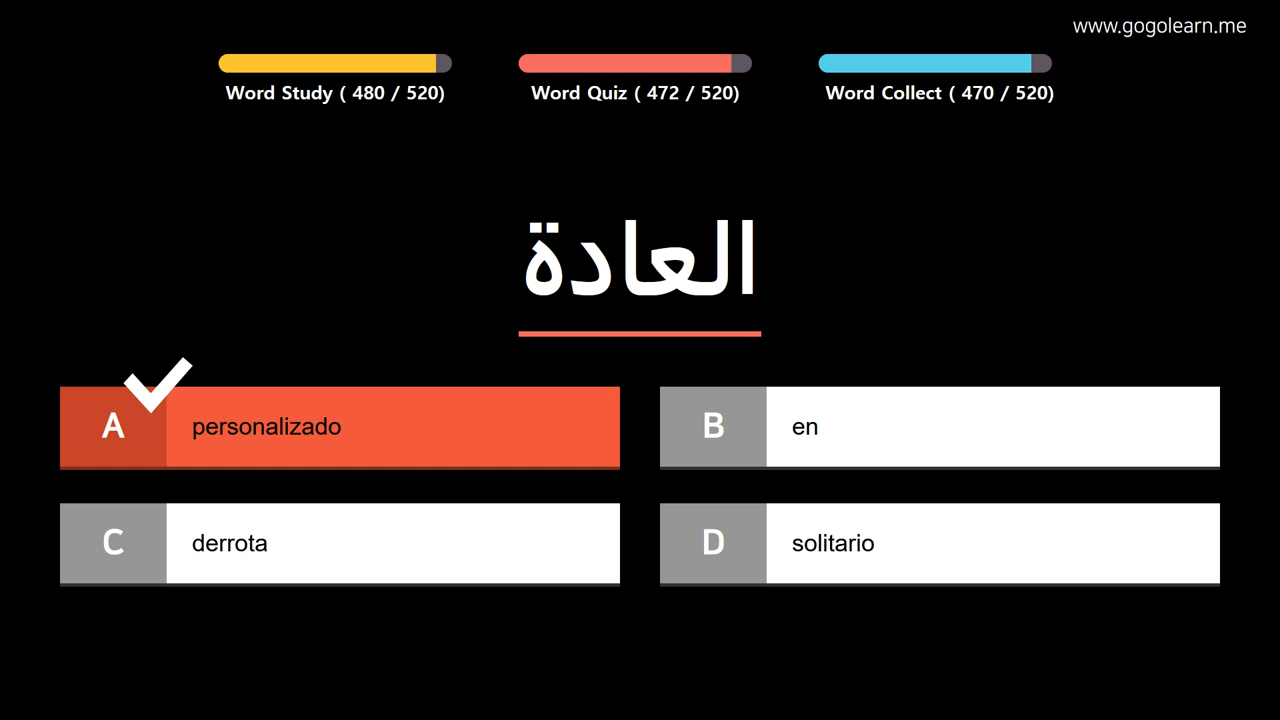 www.gogolearn.me
Word Study ( 480 / 520)
Word Quiz ( 472 / 520)
Word Collect ( 470 / 520)
العادة
A personalizado
B en
C derrota
D solitario